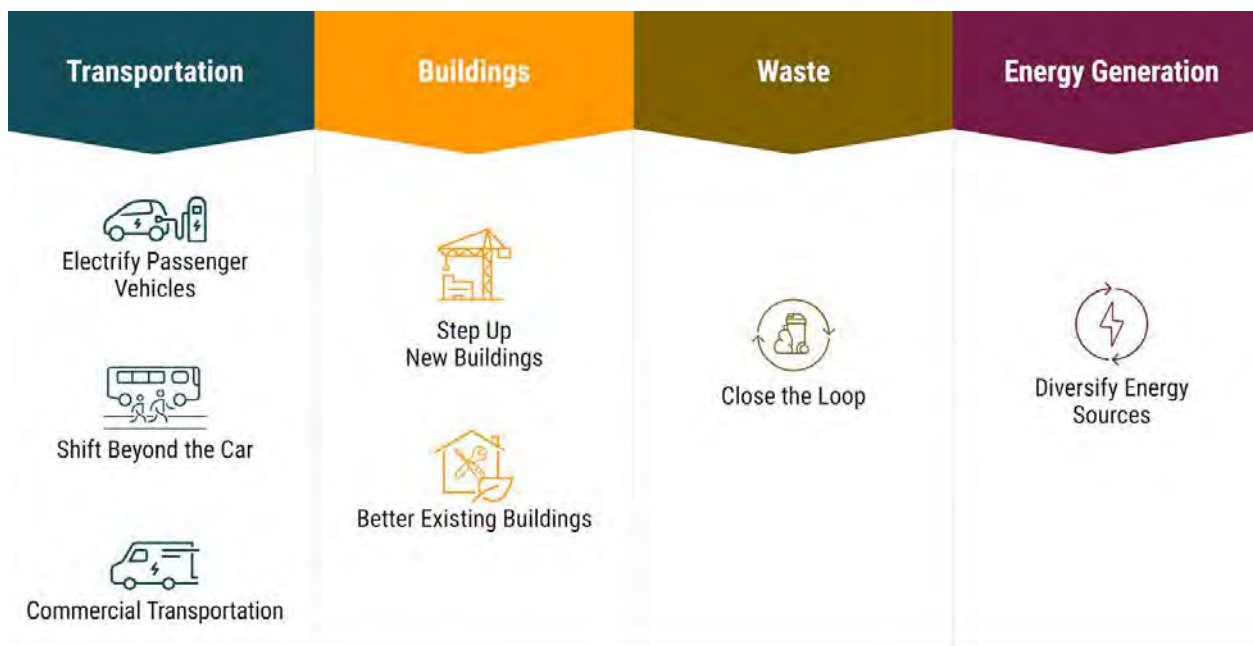 Transportation
Electrify Passenger
Vehicles
Shift Beyond the Car
Commercial Transportation
Buildings
Step Up
New Buildings
Better Existing Buildings
Waste
Close the Loop
Energy Generation
Diversify Energy
Sources